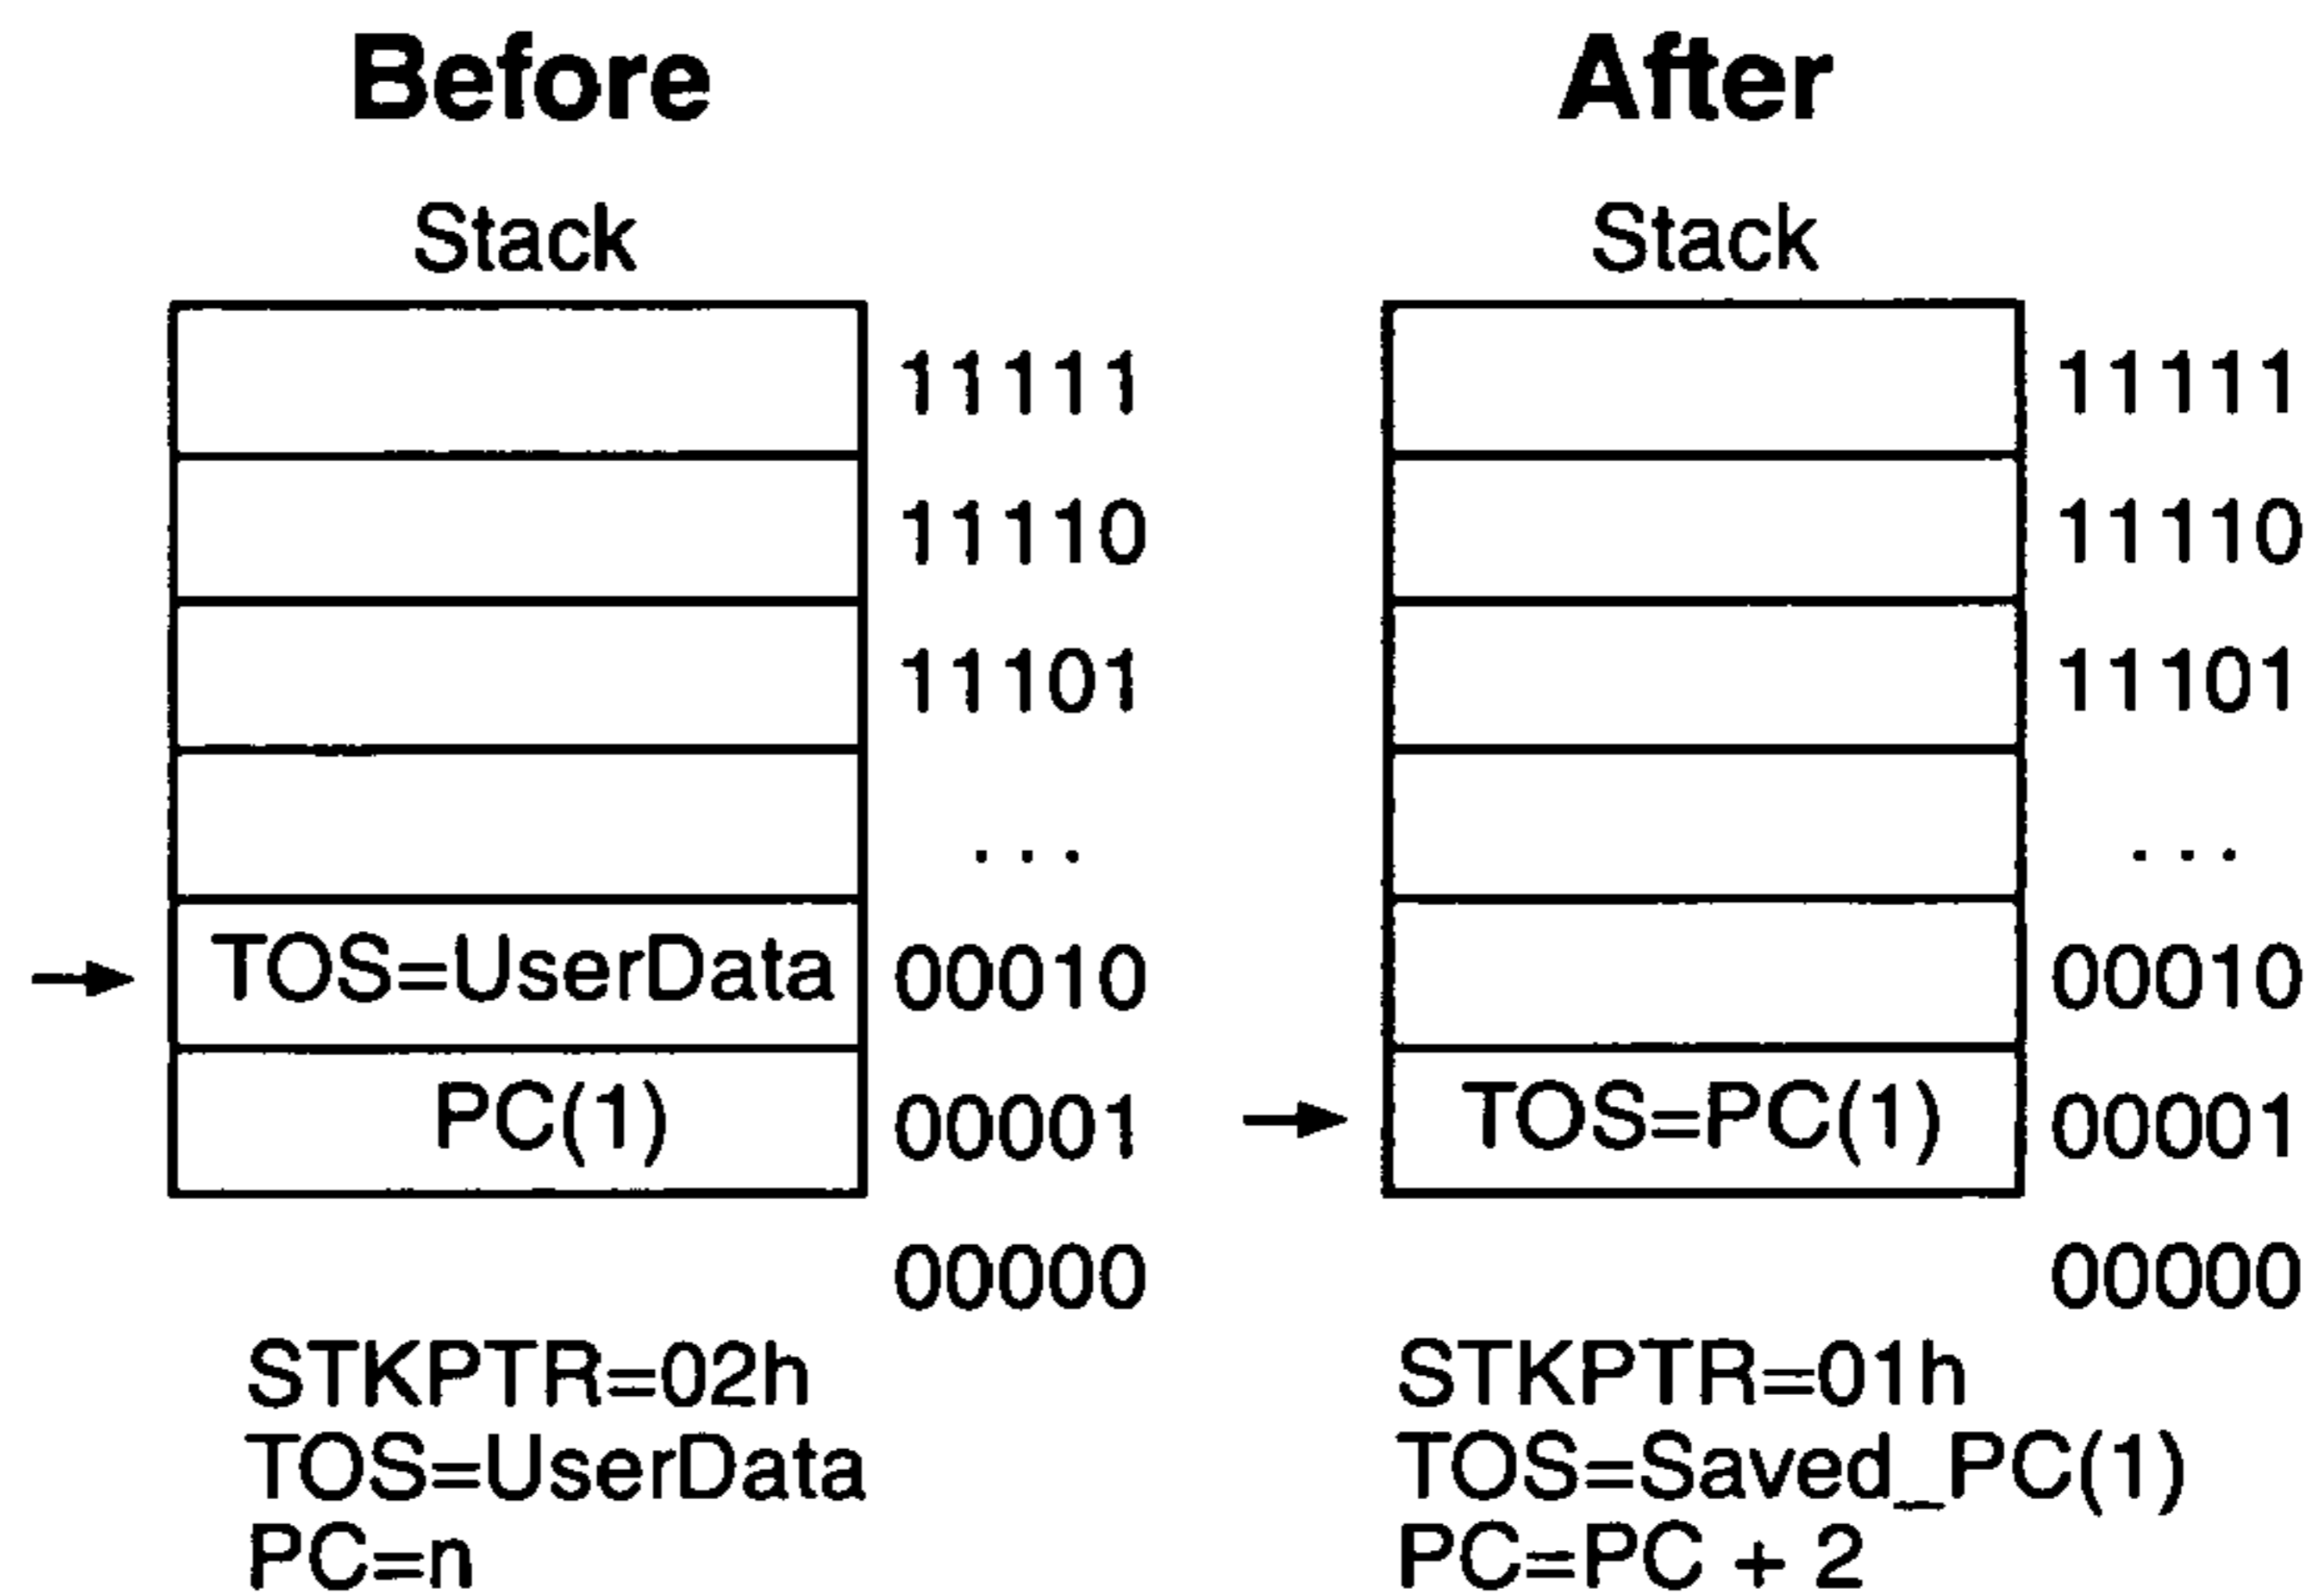 Before
Stack
11111
11110
11101
...
TOS=UserData 00010
PC(1) 00001
00000
STKPTR=02h
TOS=UserData
PC=n
After
Stack
11111
11110
11101
...
00010
TOS=PC(1) 00001
00000
STKPTR=01h
TOS=Saved_PC(1)
PC=PC + 2